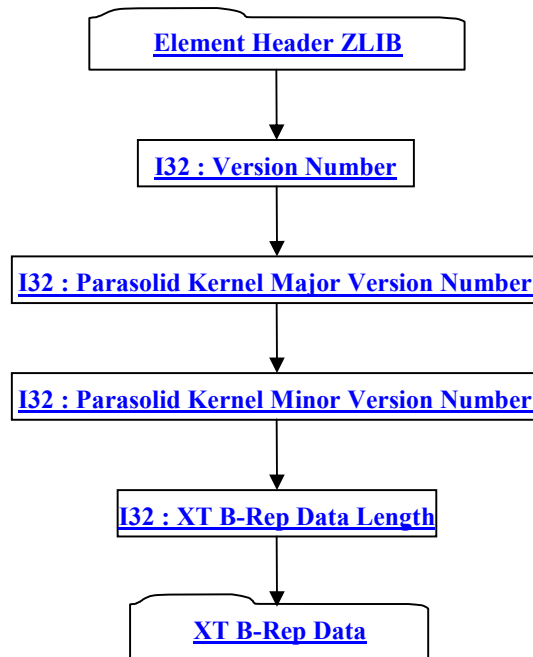 Element Header ZLIB
I32 : Version Number
I32 : Parasolid Kernel Major Version Number
I32 : Parasolid Kernel Minor Version Number
I32 : XT B-Rep Data Length
XT B-Rep Data